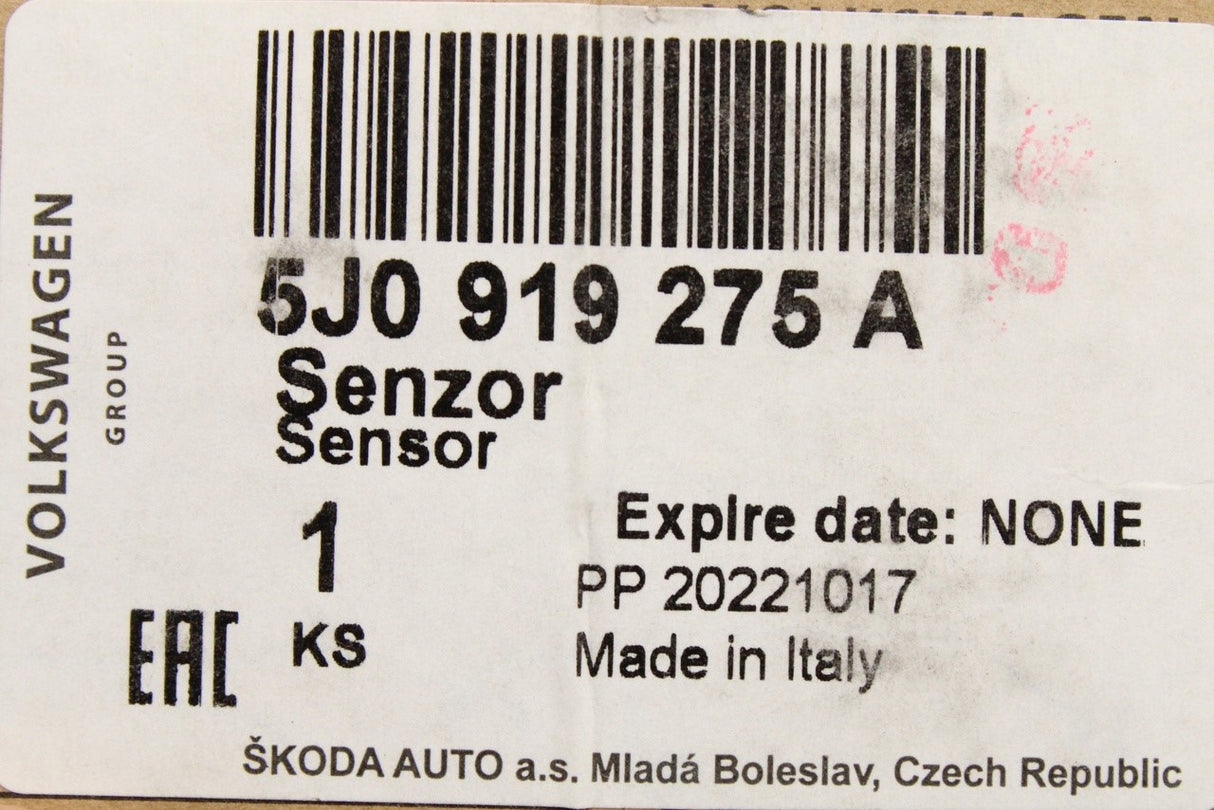 VOLKSWAGEN
VOLKSWAGEN
GROUP
5J0 919 275 A
Senzor
Sensor
1
KS
Expire date: NONE
PP 20221017
Made in Italy
EAC
ŠKODA AUTO a.s. Mladá Boleslav, Czech Republic